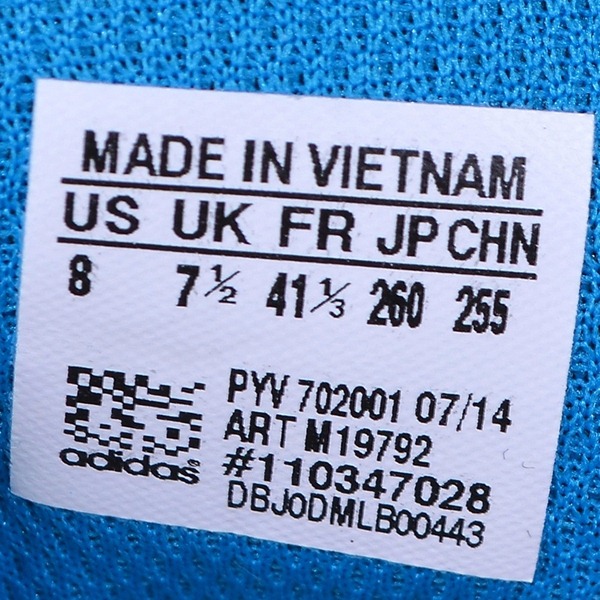 MADE IN VIETNAM
US UK FR JP CHN
8 7½ 41⅓ 260 255
PYV 702001 07/14
ART M19792
#110347028
DBJ0DMLB00443
adidas®